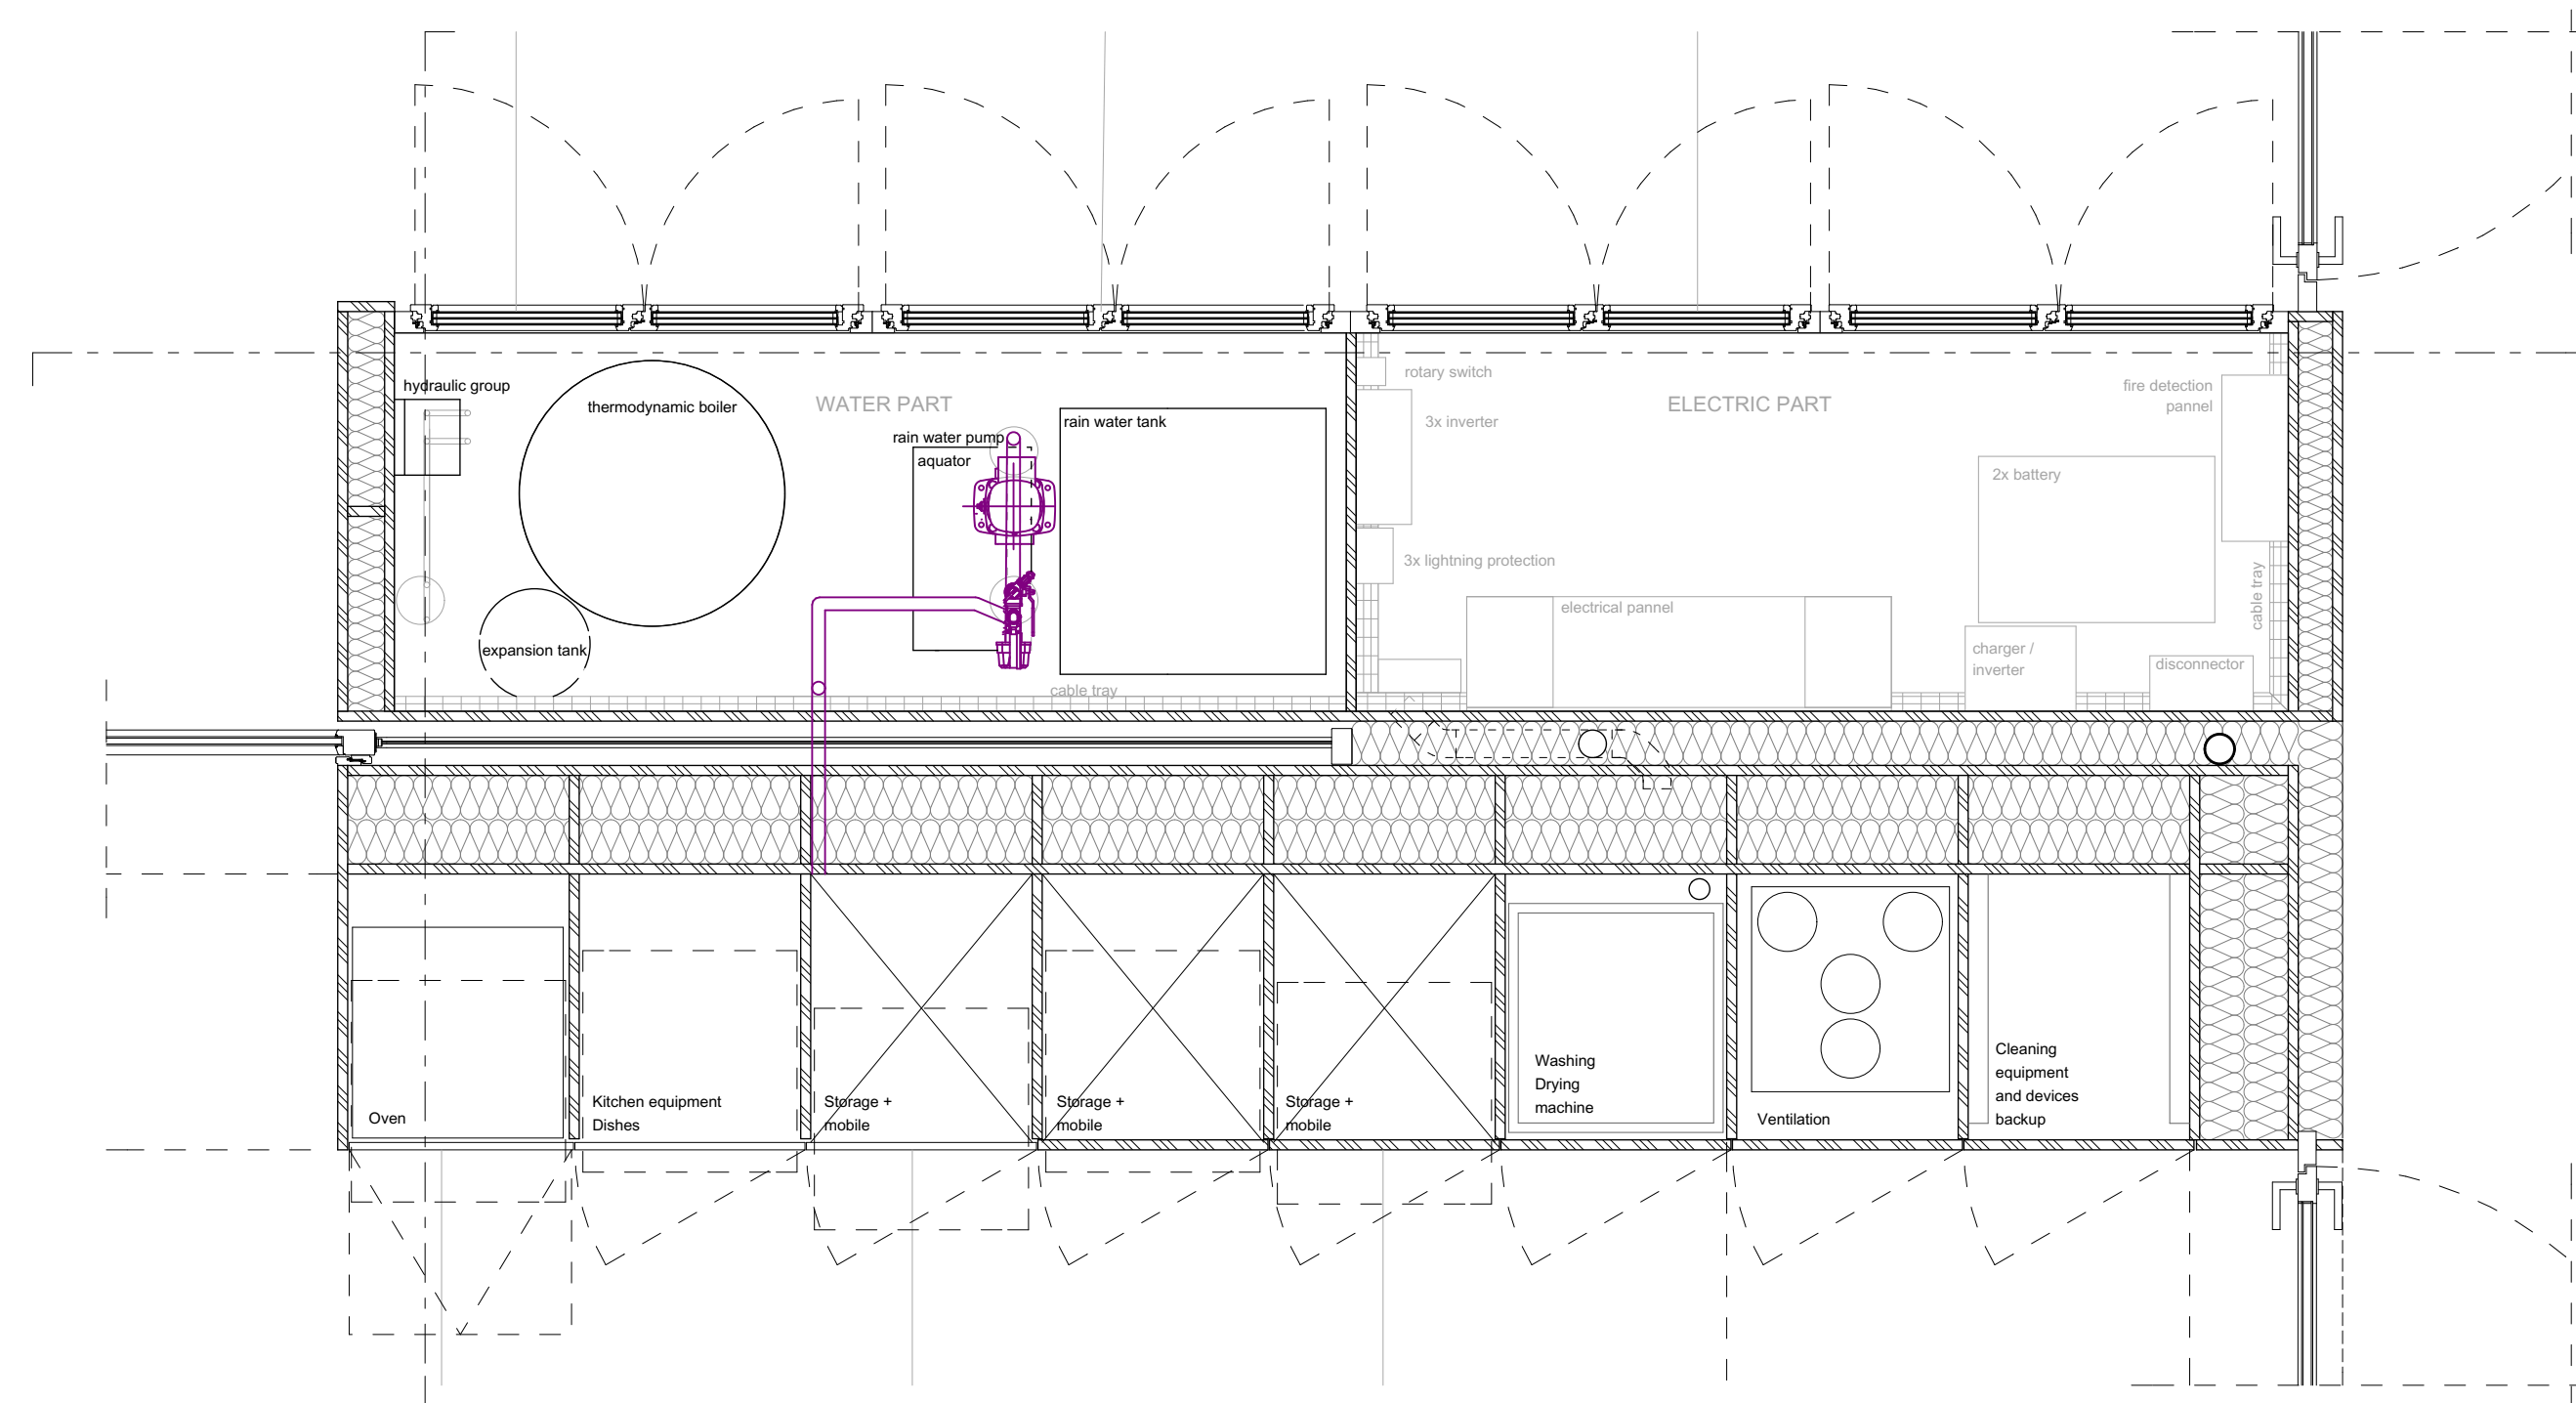 hydraulic group
thermodynamic boiler
WATER PART
rain water pump
aquator
rain water tank
expansion tank
cable tray
rotary switch
3x inverter
ELECTRIC PART
fire detection
pannel
2x battery
3x lightning protection
electrical pannel
cable tray
charger /
inverter
disconnector
Oven
Kitchen equipment
Dishes
Storage +
mobile
Storage +
mobile
Storage +
mobile
Washing
Drying
machine
Ventilation
Cleaning
equipment
and devices
backup